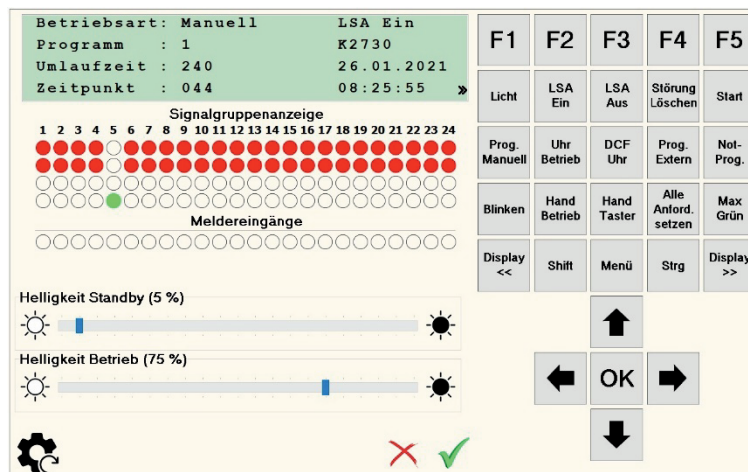 Betriebsart: Manuell LSA Ein
Programm : 1 K2730
Umlaufzeit : 240 26.01.2021
Zeitpunkt : 044 08:25:55 »
Signalgruppenanzeige
1 2 3 4 5 6 7 8 9 10 11 12 13 14 15 16 17 18 19 20 21 22 23 24
Meldereingänge
Helligkeit Standby (5 %)
Helligkeit Betrieb (75 %)
F1 F2 F3 F4 F5
Licht
LSA
Ein
LSA
Aus
Störung
Löschen
Start
Prog.
Manuell
Uhr
Betrieb
DCF
Uhr
Prog.
Extern
Not-
Prog.
Blinken
Hand
Betrieb
Hand
Taster
Alle
Anford.
setzen
Max
Grün
Display
<<
Shift
Menü
Strg
Display
>>
OK